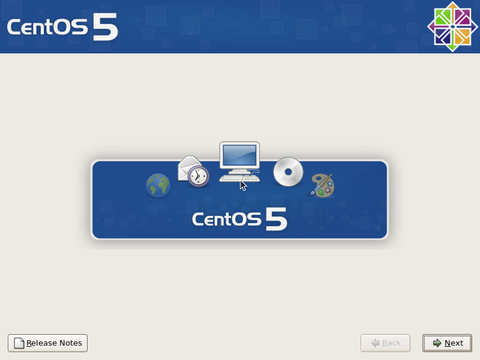 CentOS 5
CentOS 5
Release Notes
Back
Next